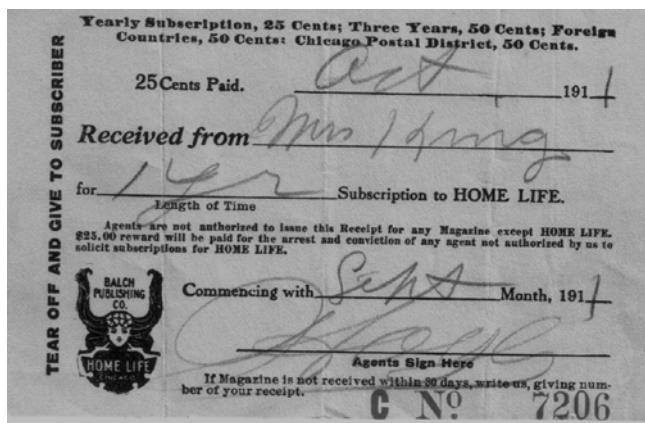 Yearly Subscription, 25 Cents; Three Years, 50 Cents; Foreign
Countries, 50 Cents: Chicago Postal District, 50 Cents.
25 Cents Paid. Oct 1911
Received from Mrs King
for 1 yr Subscription to HOME LIFE.
Length of Time
Agents are not authorized to issue this Receipt for any Magazine except HOME LIFE.
$25.00 reward will be paid for the arrest and conviction of any agent not authorized by us to
solicit subscriptions for HOME LIFE.
Commencing with Sept Month, 1911
Agents Sign Here
If Magazine is not received within 30 days, write us, giving num-
ber of your receipt.
C No 7206
TEAR OFF AND GIVE TO SUBSCRIBER
BALCH
PUBLISHING
CO.
HOME LIFE
CHICAGO